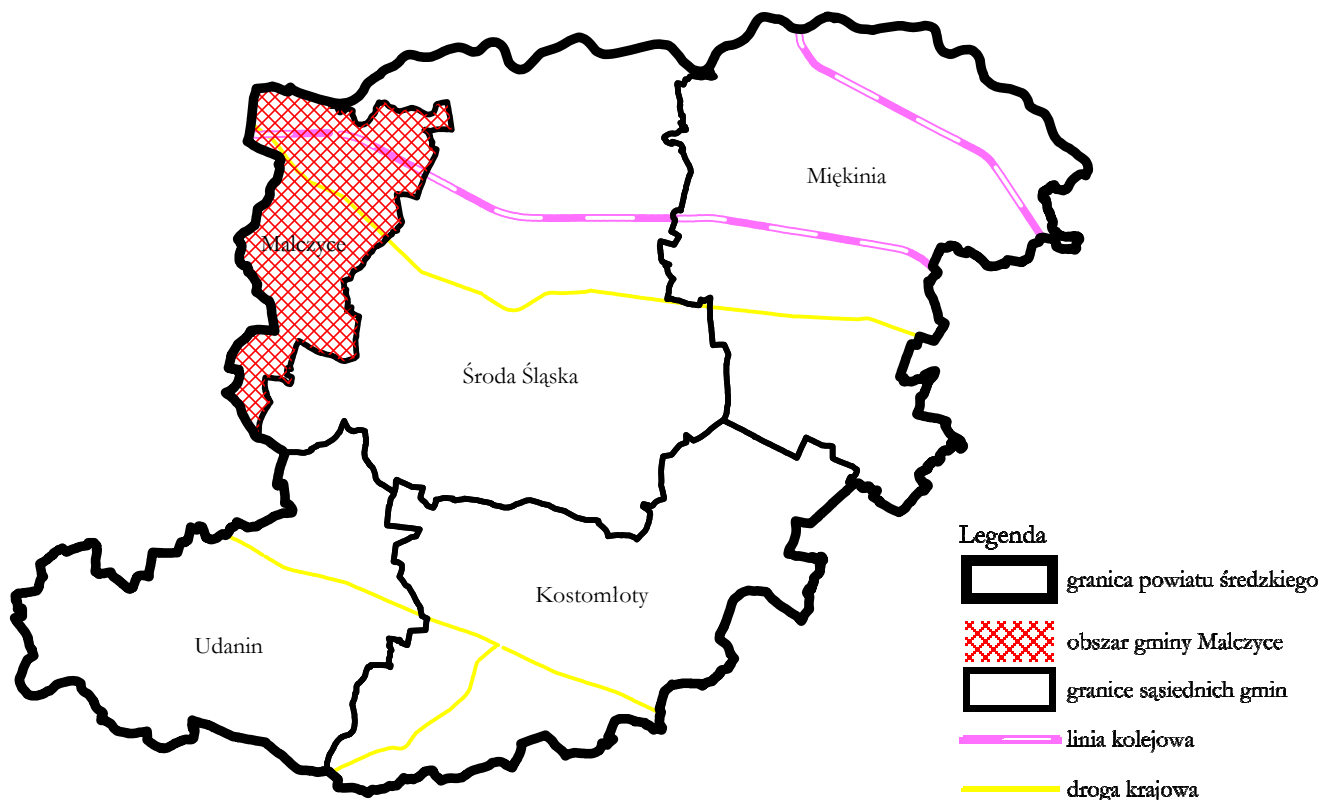 Miękinia
Malczyce
Środa Śląska
Kostomłoty
Udanin
Legenda
granica powiatu średzkiego
obszar gminy Malczyce
granice sąsiednich gmin
linia kolejowa
droga krajowa